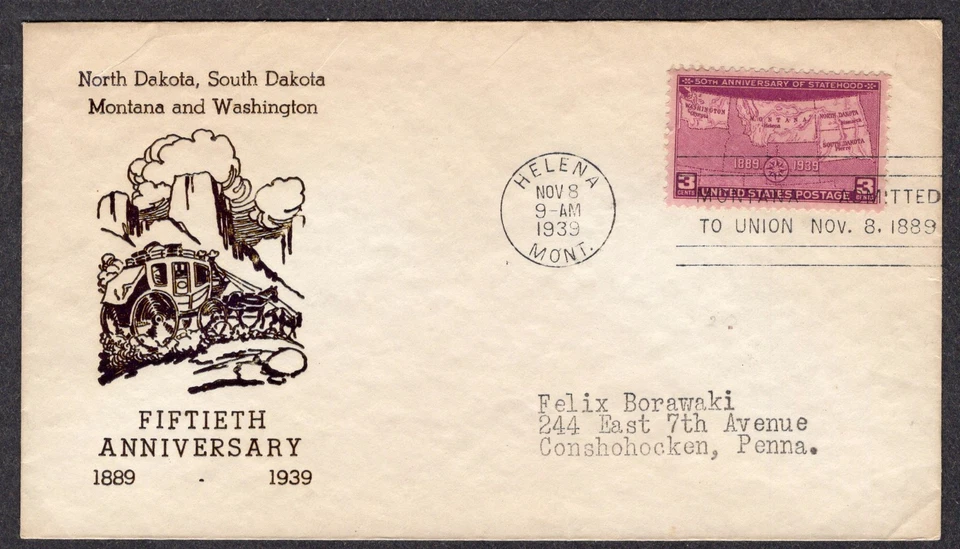 North Dakota, South Dakota
Montana and Washington
FIFTIETH
ANNIVERSARY
1889 - 1939
HELENA
NOV 8
9-AM
1939
MONT.
50TH ANNIVERSARY OF STATEHOOD
WASHINGTON
MONTANA
NORTH DAKOTA
SOUTH DAKOTA
1889 1939
3 CENTS UNITED STATES POSTAGE 3 CENTS
MONTANA ADMITTED
TO UNION NOV. 8, 1889
Felix Borawaki
244 East 7th Avenue
Conshohocken, Penna.